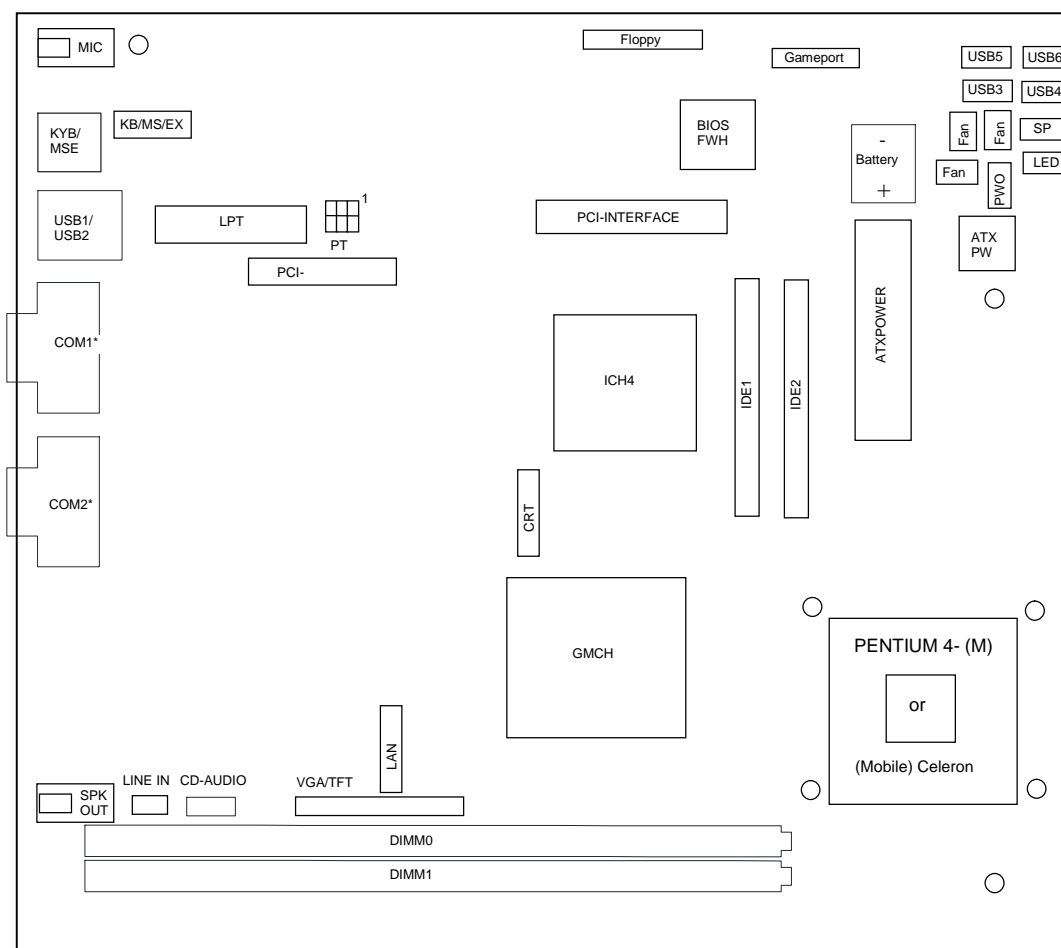 MIC
Floppy
Gameport
USB5
USB6
USB3
USB4
KYB/
MSE
KB/MS/EX
BIOS
FWH
-
Battery
+
Fan
Fan
SP
Fan
LED
PWO
USB1/
USB2
LPT
1
PT
PCI-INTERFACE
ATX
PW
PCI-
ATXPOWER
COM1*
ICH4
IDE1
IDE2
COM2*
CRT
GMCH
PENTIUM 4- (M)
or
(Mobile) Celeron
LAN
SPK
OUT
LINE IN
CD-AUDIO
VGA/TFT
DIMM0
DIMM1